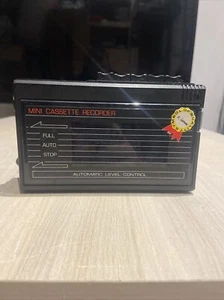 MINI CASSETTE RECORDER
FULL
AUTO
STOP
AUTOMATIC LEVEL CONTROL